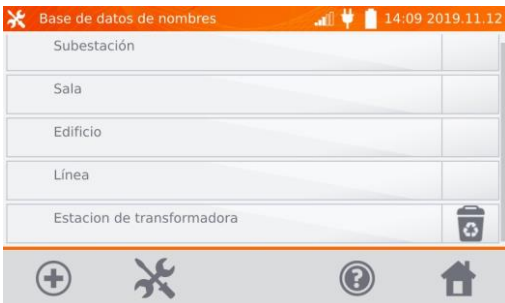 Base de datos de nombres 14:09 2019.11.12
Subestación
Sala
Edificio
Línea
Estacion de transformadora